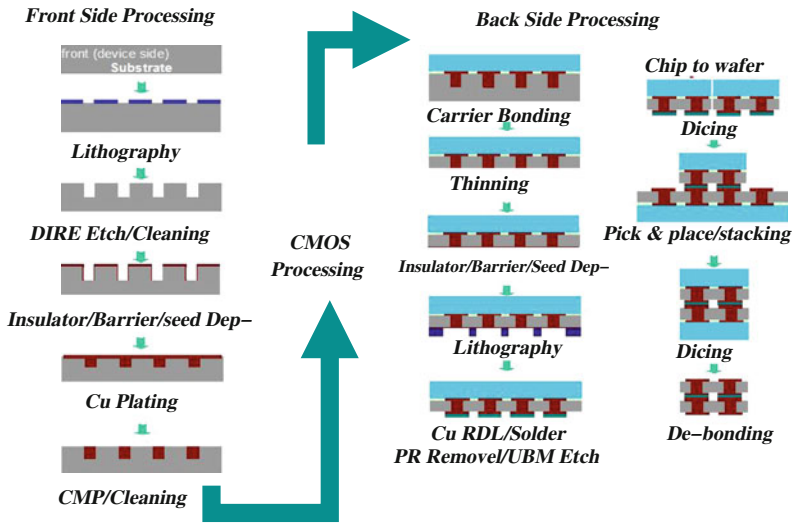 Front Side Processing
front (device side)
Substrate
Lithography
DIRE Etch/Cleaning
Insulator/Barrier/seed Dep-
Cu Plating
CMP/Cleaning
CMOS
Processing
Back Side Processing
Carrier Bonding
Thinning
Insulator/Barrier/Seed Dep-
Lithography
Cu RDL/Solder
PR Removel/UBM Etch
Chip to wafer
Dicing
Pick & place/stacking
Dicing
De-bonding